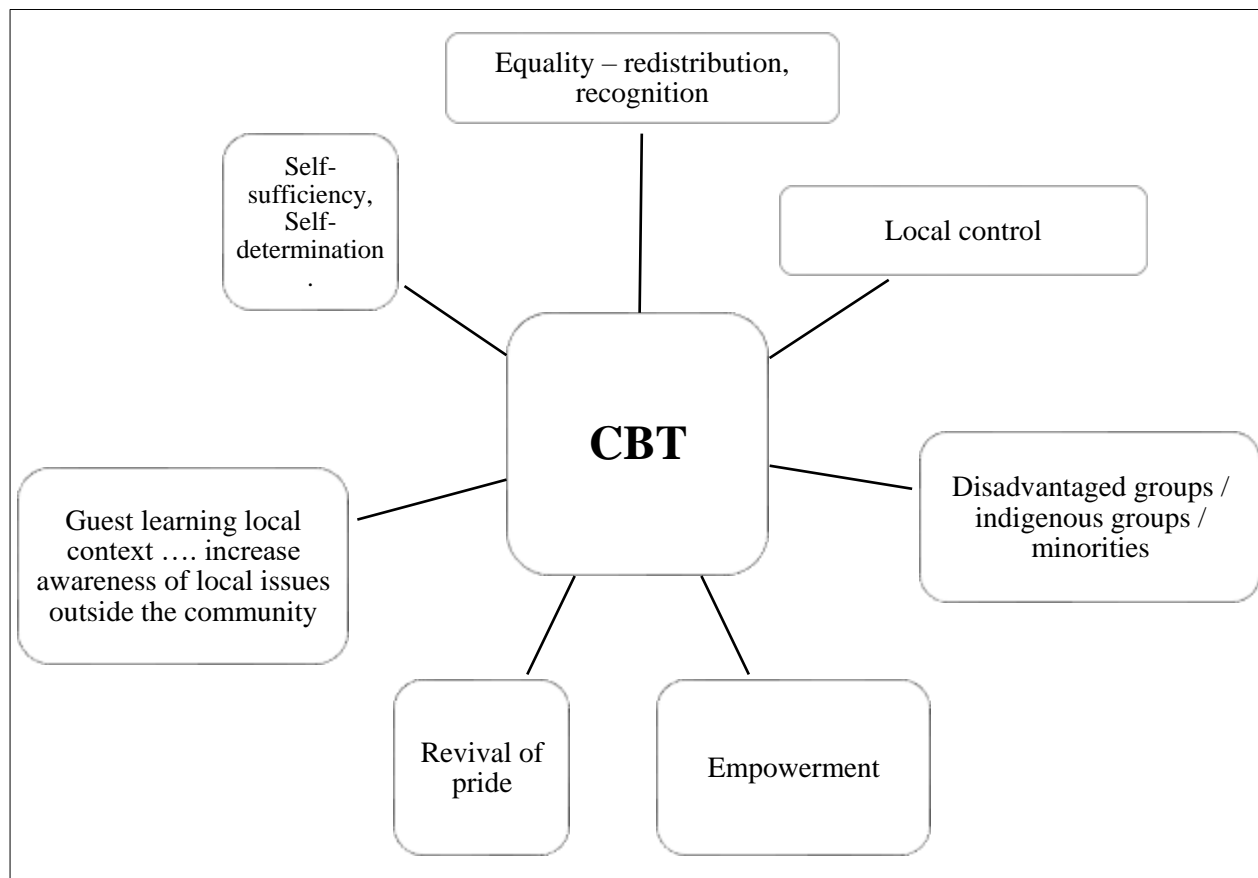 Equality – redistribution,
recognition
Self-
sufficiency,
Self-
determination
.
Local control
CBT
Disadvantaged groups /
indigenous groups /
minorities
Guest learning local
context …. increase
awareness of local issues
outside the community
Revival of
pride
Empowerment